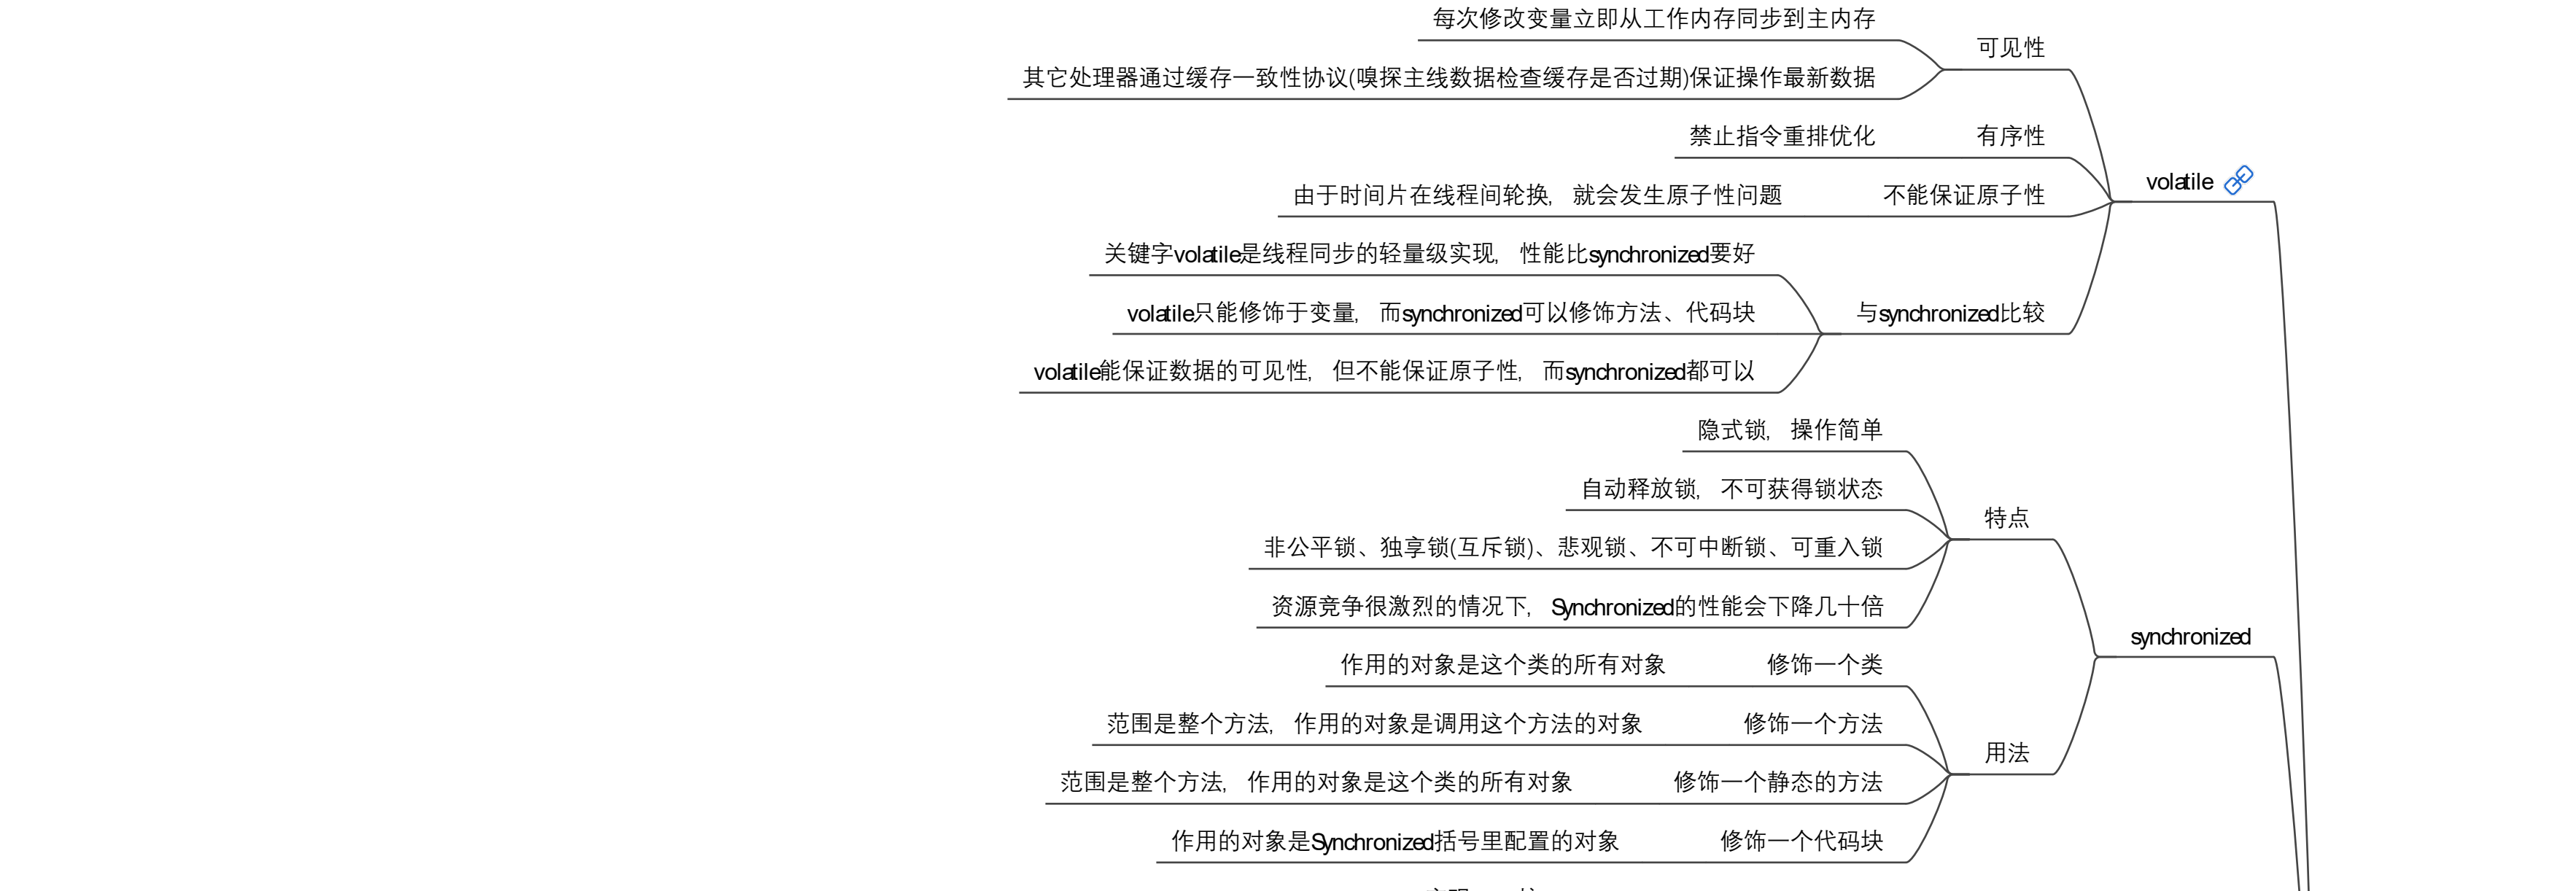 每次修改变量立即从工作内存同步到主内存
可见性
其它处理器通过缓存一致性协议(嗅探主线数据检查缓存是否过期)保证操作最新数据
禁止指令重排优化 有序性
volatile
由于时间片在线程间轮换，就会发生原子性问题 不能保证原子性
关键字volatile是线程同步的轻量级实现，性能比synchronized要好
volatile只能修饰于变量，而synchronized可以修饰方法、代码块 与synchronized比较
volatile能保证数据的可见性，但不能保证原子性，而synchronized都可以
隐式锁，操作简单
自动释放锁，不可获得锁状态
特点
非公平锁、独享锁(互斥锁)、悲观锁、不可中断锁、可重入锁
资源竞争很激烈的情况下，Synchronized的性能会下降几十倍
synchronized
作用的对象是这个类的所有对象 修饰一个类
范围是整个方法，作用的对象是调用这个方法的对象 修饰一个方法
用法
范围是整个方法，作用的对象是这个类的所有对象 修饰一个静态的方法
作用的对象是Synchronized括号里配置的对象 修饰一个代码块